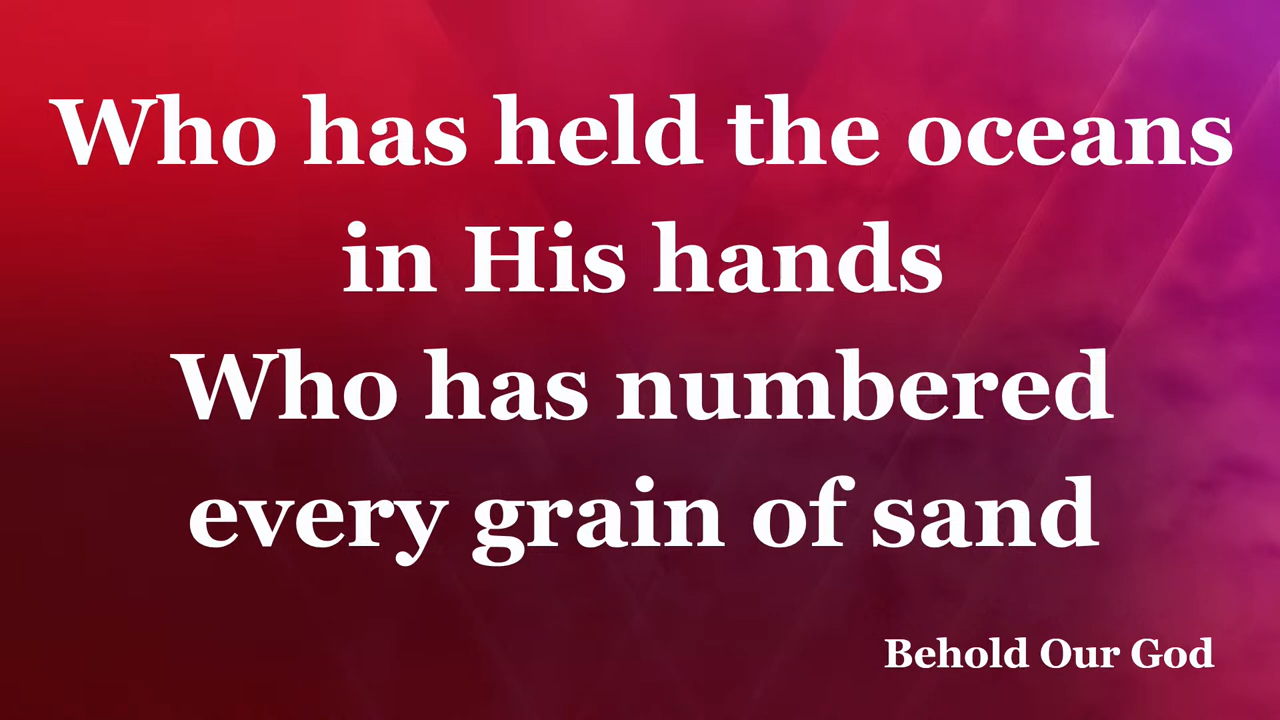 Who has held the oceans
in His hands
Who has numbered
every grain of sand
Behold Our God